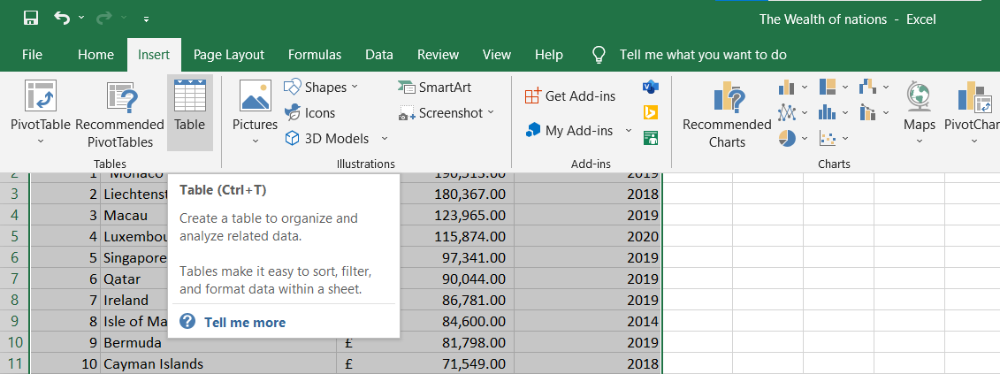 The Wealth of nations - Excel
File Home Insert Page Layout Formulas Data Review View Help Tell me what you want to do
PivotTable
Recommended PivotTables
Table
Tables
Pictures
Shapes
Icons
3D Models
SmartArt
Screenshot
Illustrations
Get Add-ins
My Add-ins
Add-ins
Recommended Charts
Maps
PivotChar
Charts
2 1 Monaco 190,513.00 2019
3 2 Liechtenst 180,367.00 2018
4 3 Macau 123,965.00 2019
5 4 Luxembou 115,874.00 2020
6 5 Singapore 97,341.00 2019
7 6 Qatar 90,044.00 2019
8 7 Ireland 86,781.00 2019
9 8 Isle of Ma 84,600.00 2014
10 9 Bermuda £ 81,798.00 2019
11 10 Cayman Islands £ 71,549.00 2018
Table (Ctrl+T)
Create a table to organize and
analyze related data.
Tables make it easy to sort, filter,
and format data within a sheet.
Tell me more